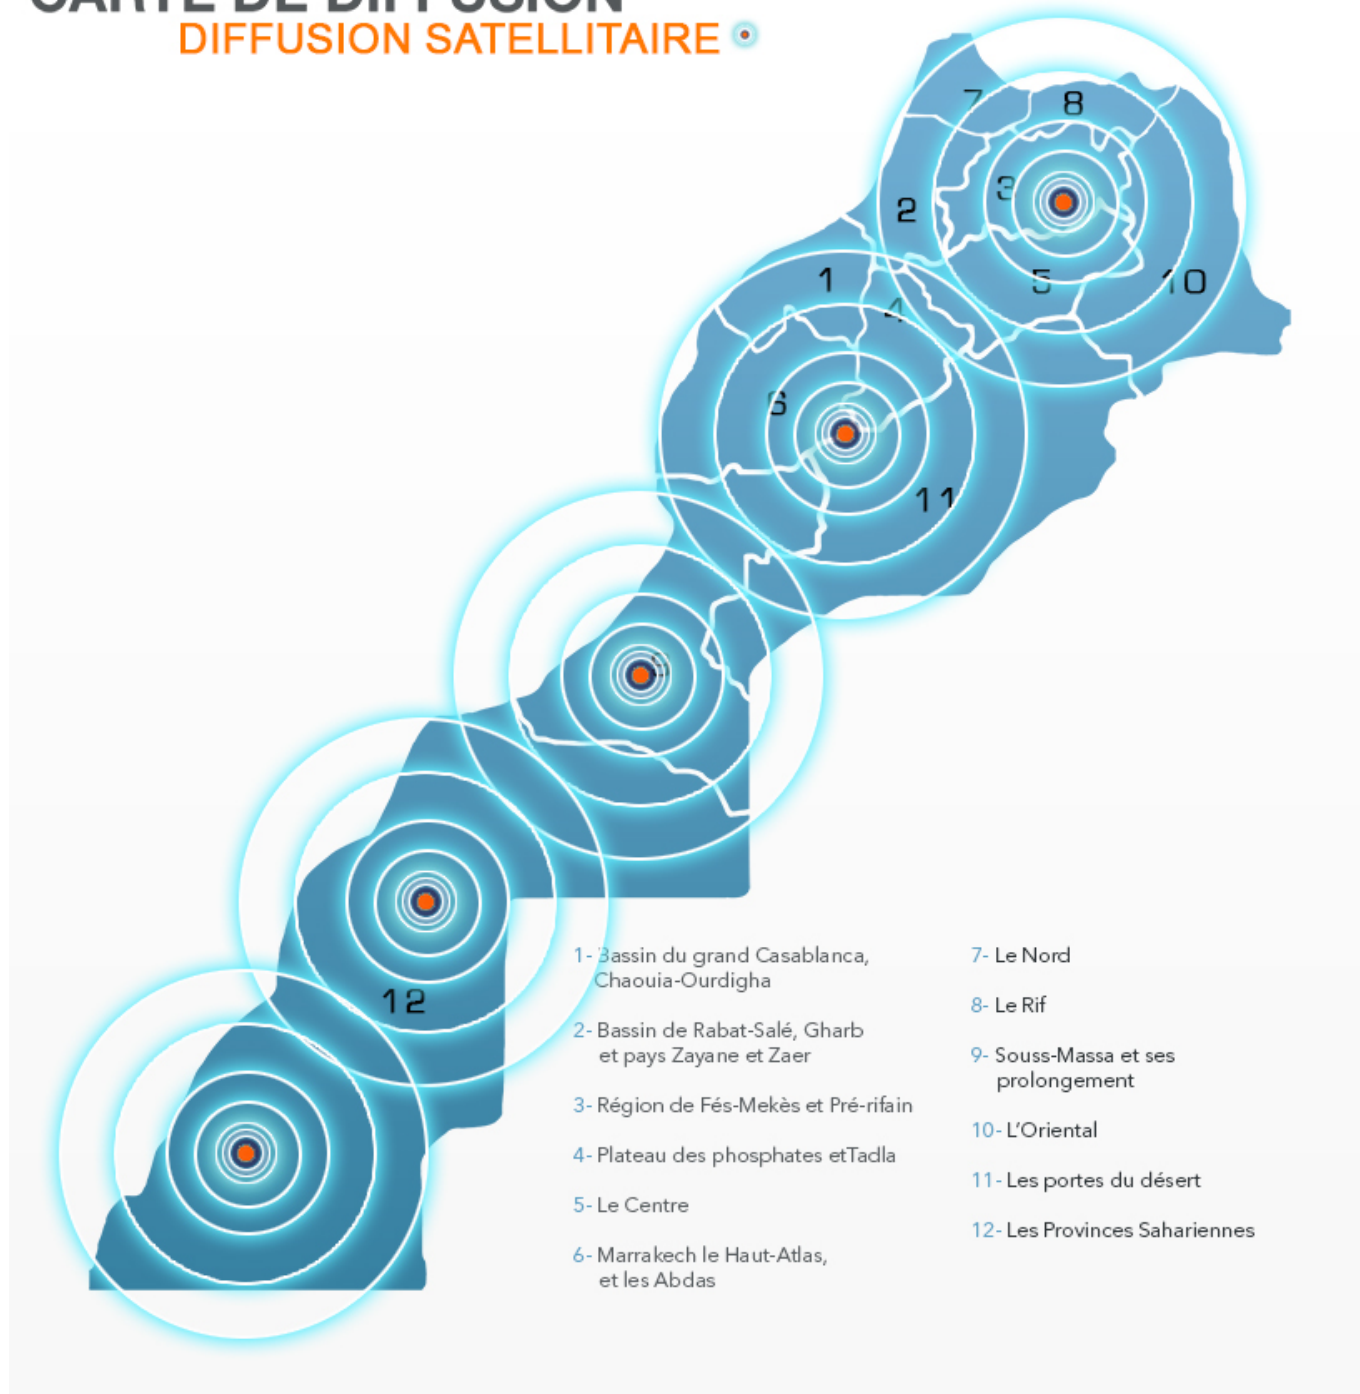 CARTE DE DIFFUSION
DIFFUSION SATELLITAIRE
7
8
3
2
1
5
10
4
6
11
9
12
1- Bassin du grand Casablanca,
Chaouia-Ourdigha
2- Bassin de Rabat-Salé, Gharb
et pays Zayane et Zaer
3- Région de Fés-Mekès et Pré-rifain
4- Plateau des phosphates etTadla
5- Le Centre
6- Marrakech le Haut-Atlas,
et les Abdas
7- Le Nord
8- Le Rif
9- Souss-Massa et ses
prolongement
10- L'Oriental
11- Les portes du désert
12- Les Provinces Sahariennes